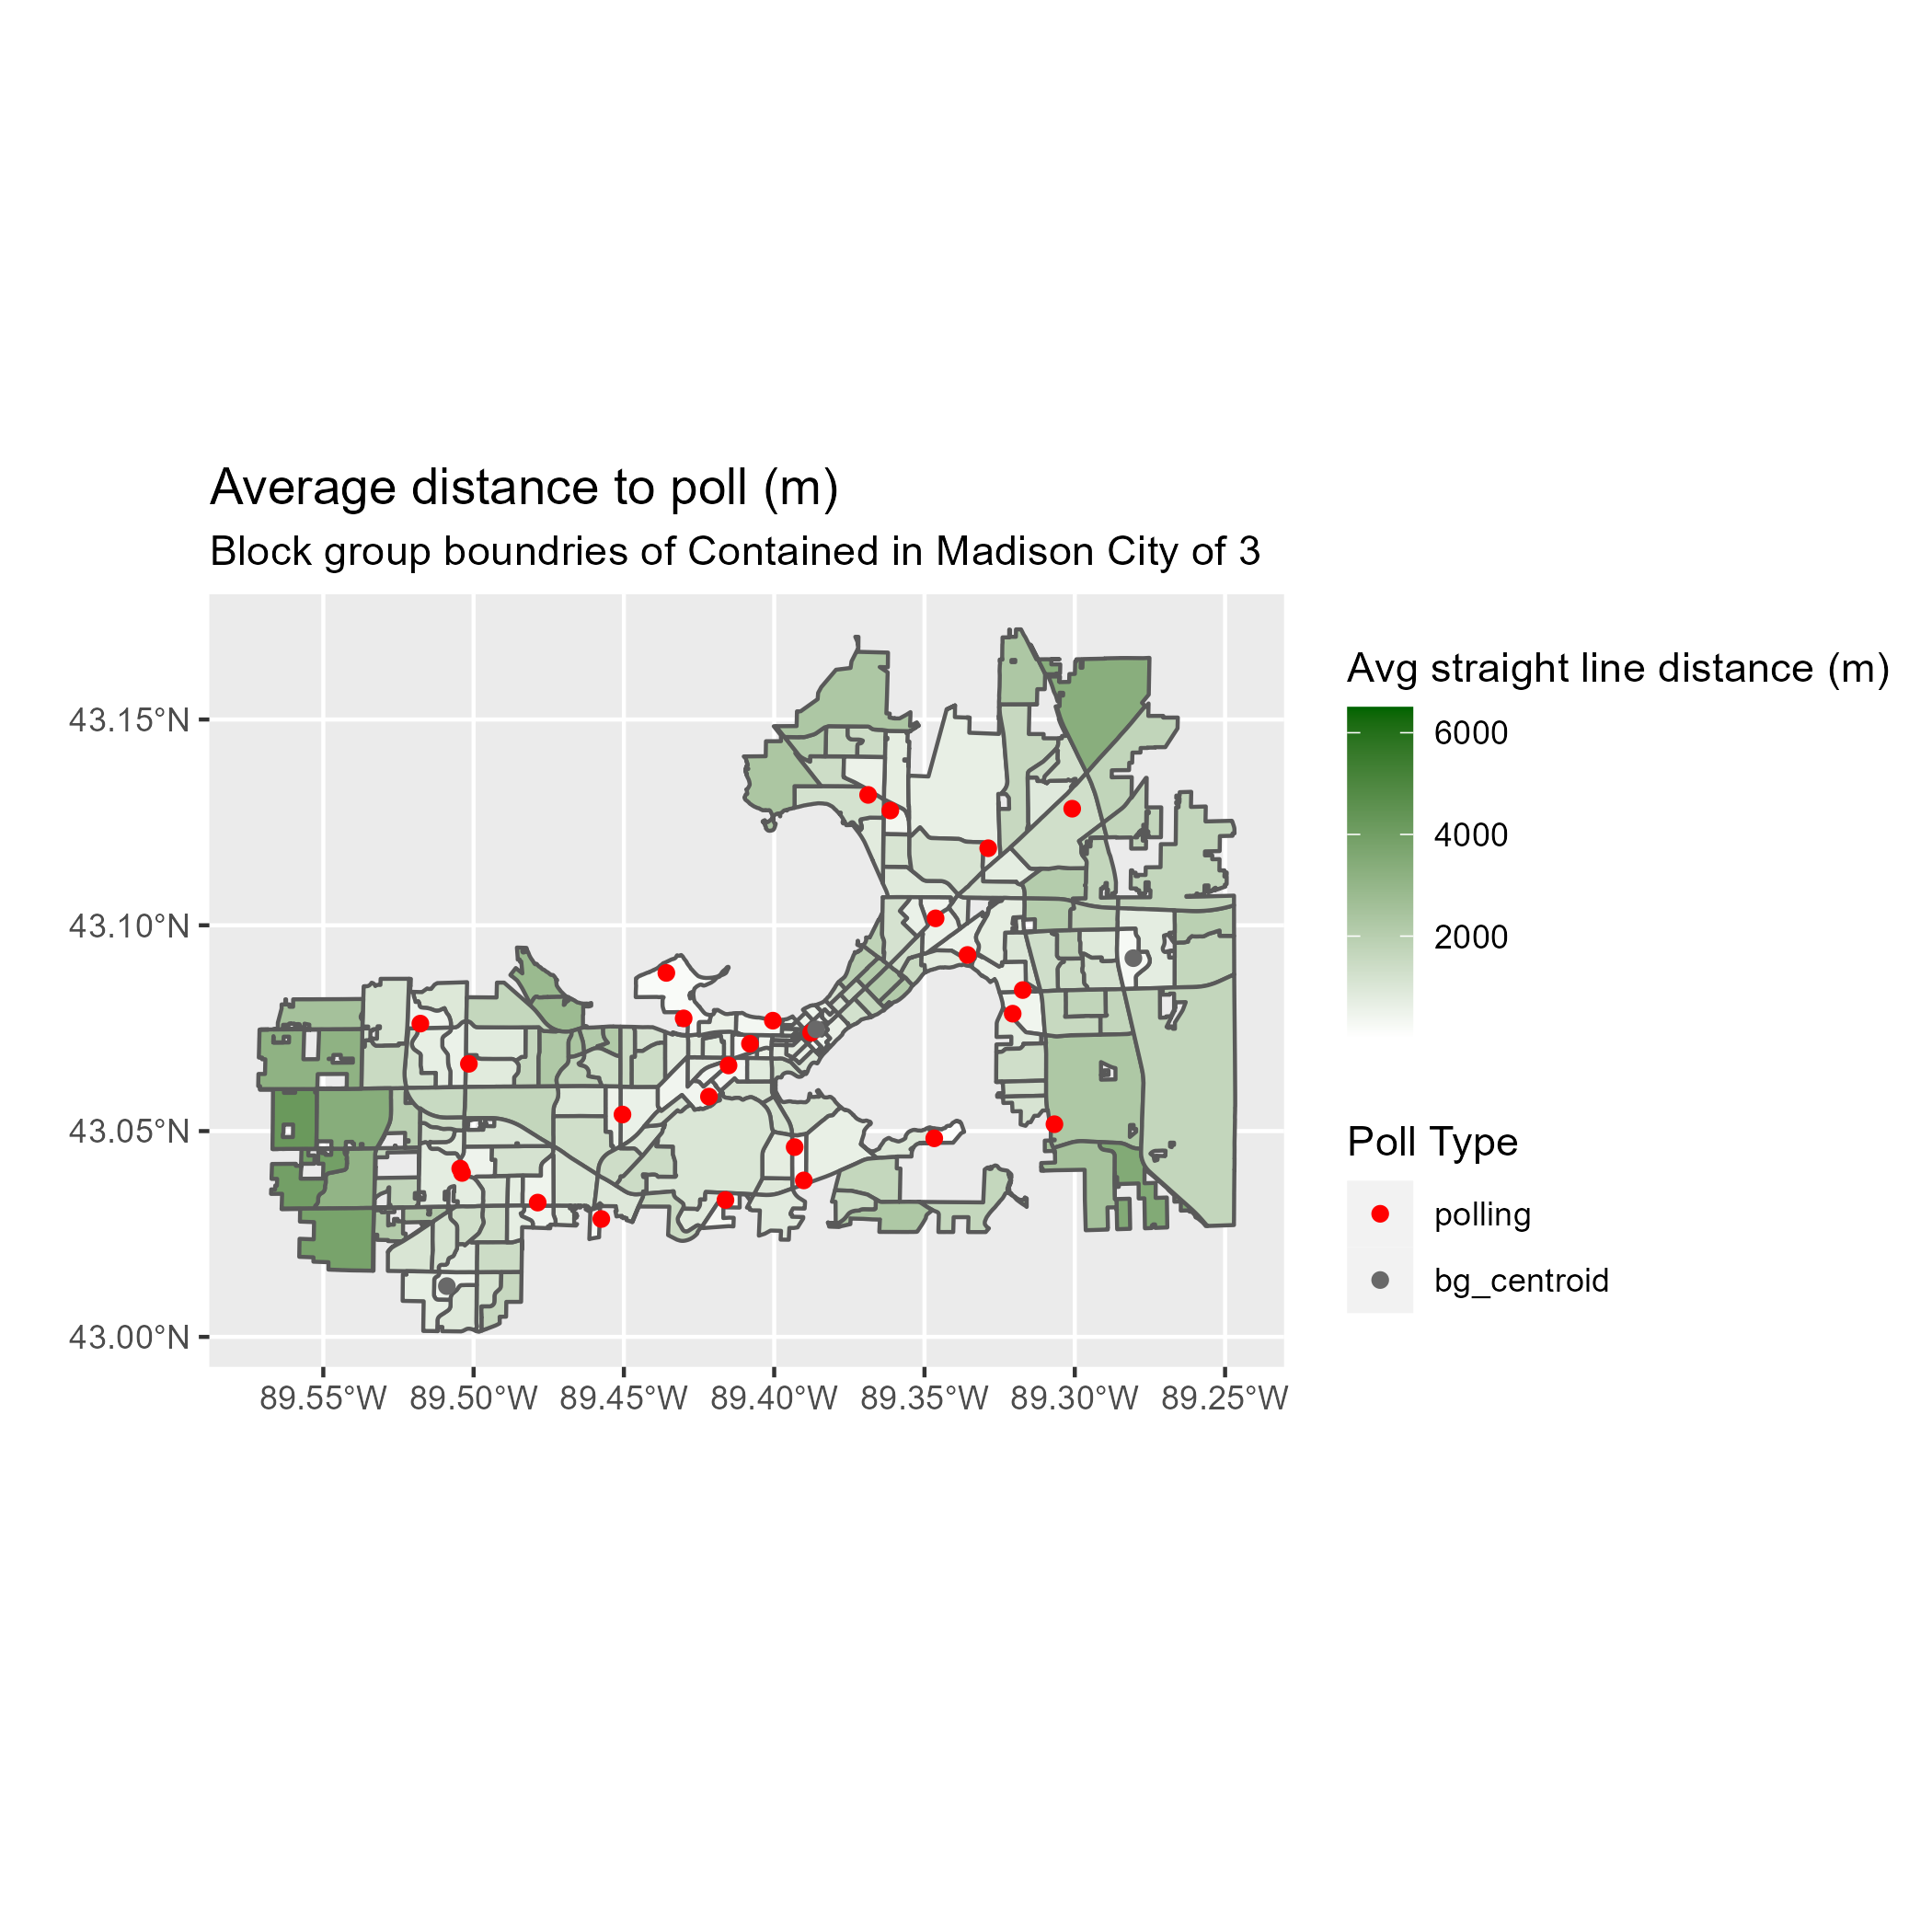 Average distance to poll (m)
Block group boundries of Contained in Madison City of 3
43.15°N
43.10°N
43.05°N
43.00°N
89.55°W 89.50°W 89.45°W 89.40°W 89.35°W 89.30°W 89.25°W
Avg straight line distance (m)
6000
4000
2000
Poll Type
polling
bg_centroid